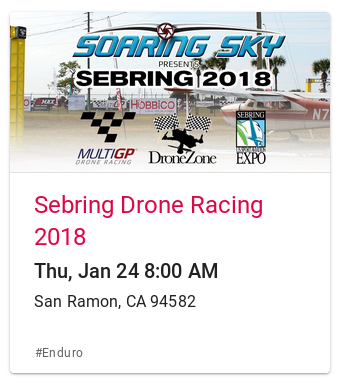 SOARING SKY
PRESENTS
SEBRING 2018
HOBBICO
MULTIGP
DRONE RACING
DroneZone
SEBRING
EXPO
Sebring Drone Racing
2018
Thu, Jan 24 8:00 AM
San Ramon, CA 94582
#Enduro